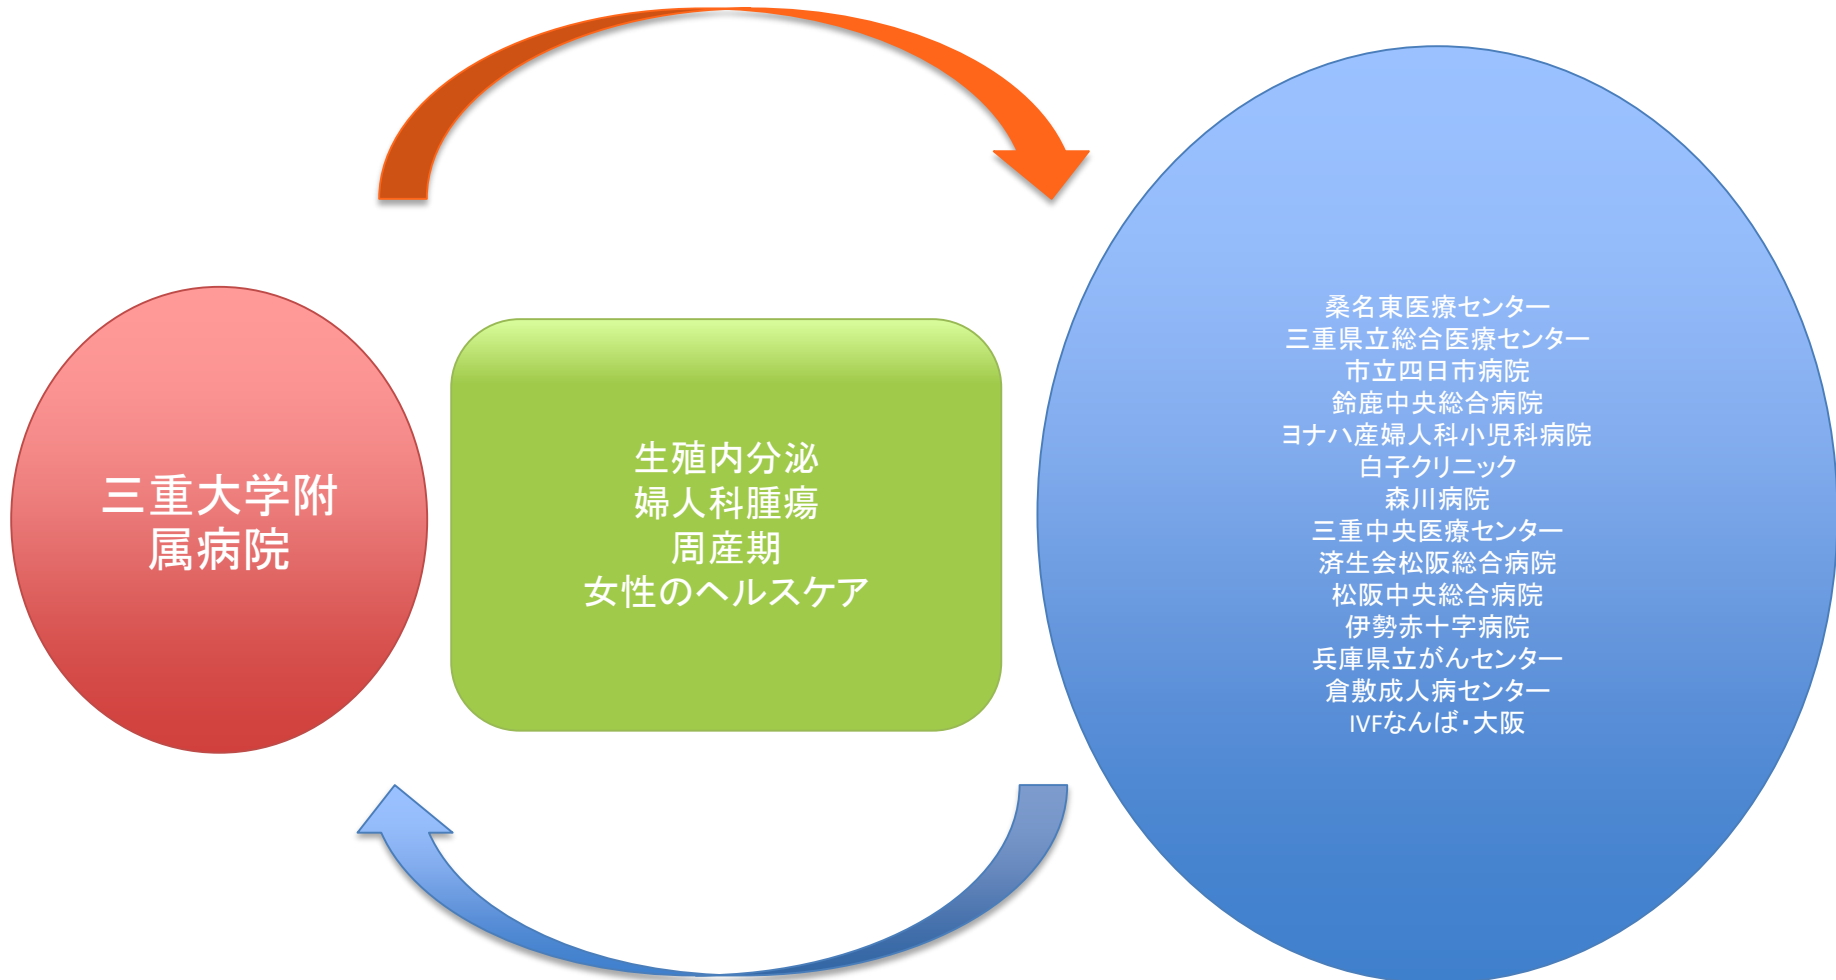 三重大学附
属病院
生殖内分泌
婦人科腫瘍
周産期
女性のヘルスケア
桑名東医療センター
三重県立総合医療センター
市立四日市病院
鈴鹿中央総合病院
ヨナハ産婦人科小児科病院
白子クリニック
森川病院
三重中央医療センター
済生会松阪総合病院
松阪中央総合病院
伊勢赤十字病院
兵庫県立がんセンター
倉敷成人病センター
IVFなんば・大阪